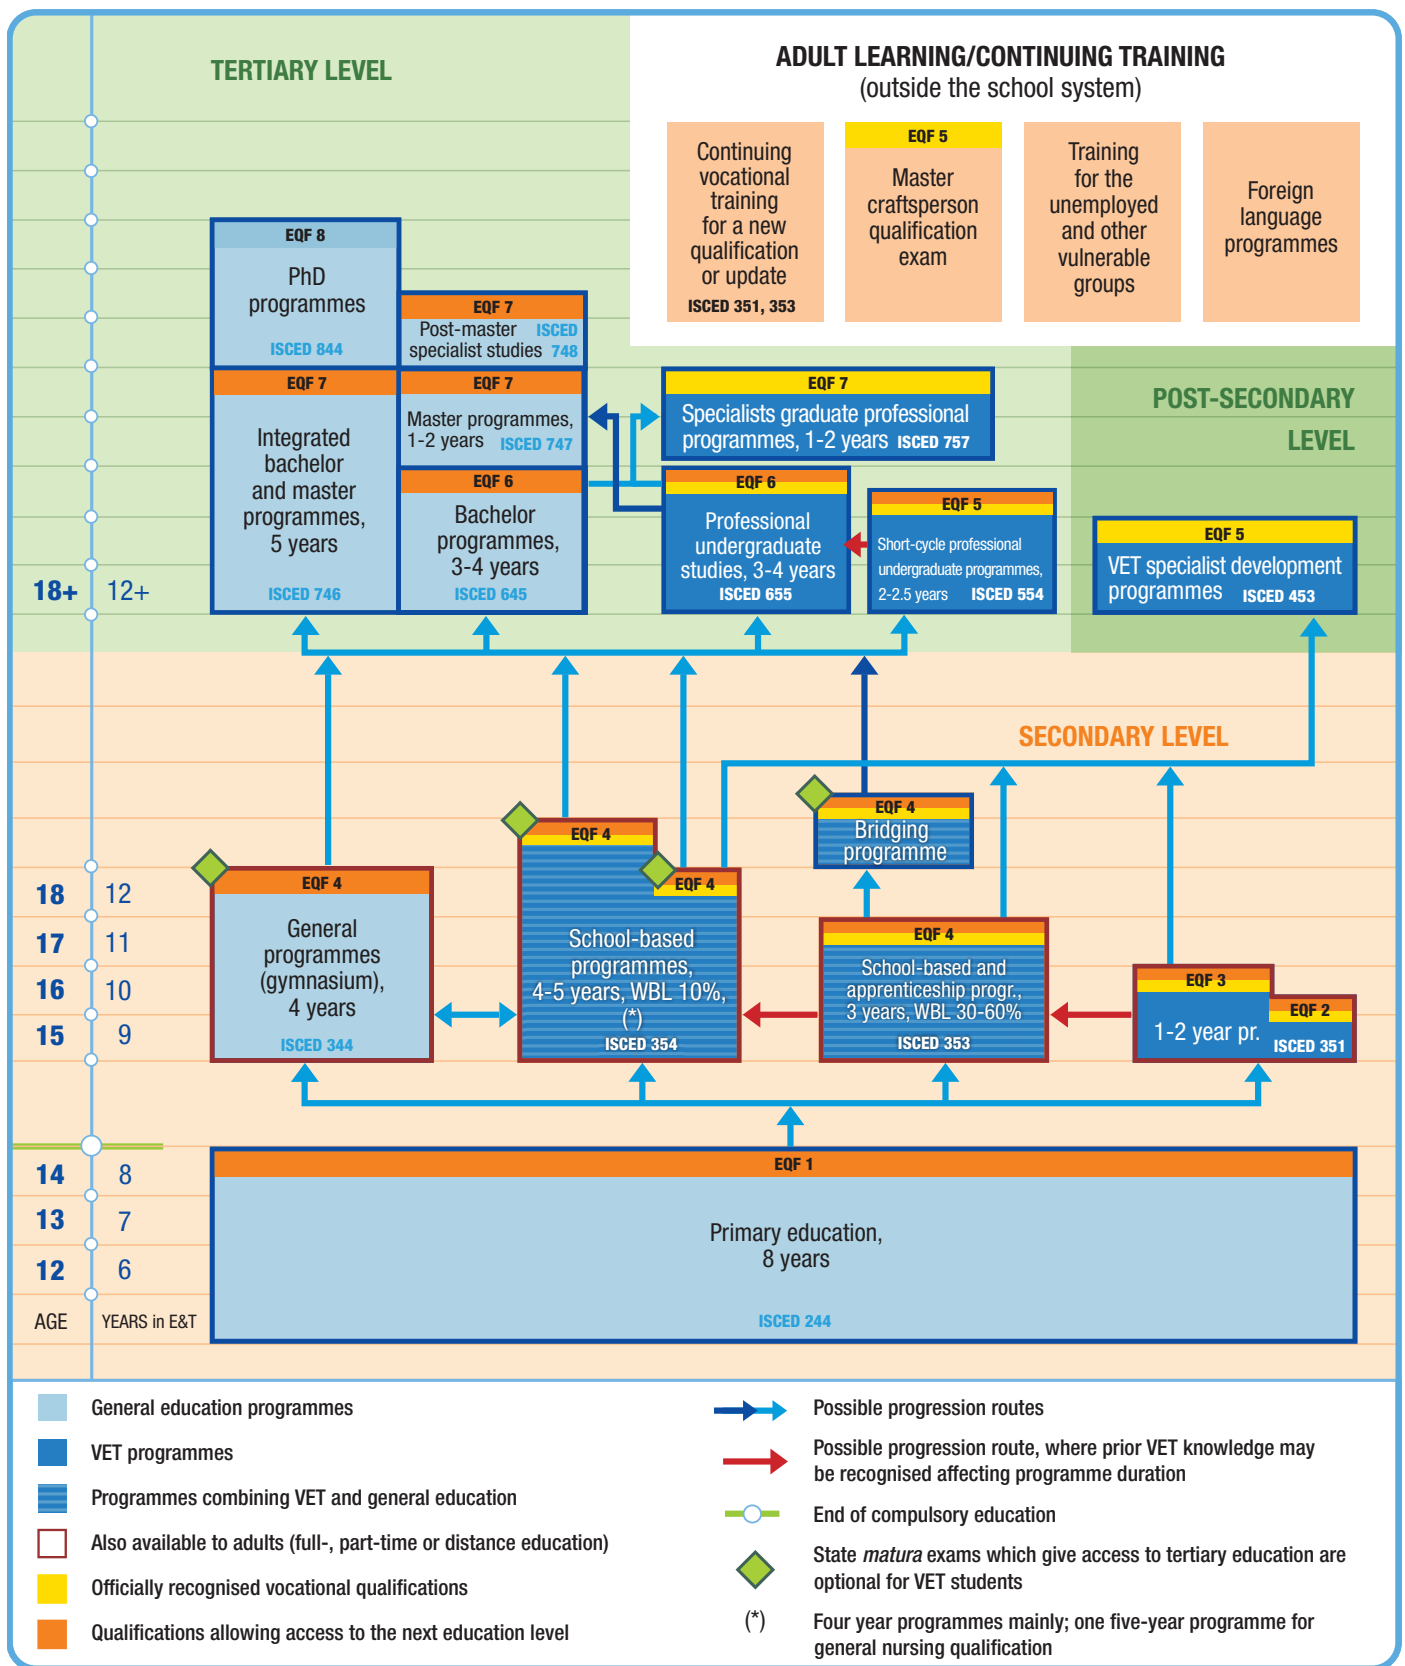 TERTIARY LEVEL
ADULT LEARNING/CONTINUING TRAINING
(outside the school system)
Continuing
vocational
training
for a new
qualification
or update
ISCED 351, 353
EQF 5
Master
craftsperson
qualification
exam
Training
for the
unemployed
and other
vulnerable
groups
Foreign
language
programmes
EQF 8
PhD
programmes
ISCED 844
EQF 7
Post-master ISCED
specialist studies 748
EQF 7
Integrated
bachelor
and master
programmes,
5 years
ISCED 746
EQF 7
Master programmes,
1-2 years ISCED 747
EQF 6
Bachelor
programmes,
3-4 years
ISCED 645
EQF 7
Specialists graduate professional
programmes, 1-2 years ISCED 757
EQF 6
Professional
undergraduate
studies, 3-4 years
ISCED 655
EQF 5
Short-cycle professional
undergraduate programmes,
2-2.5 years ISCED 554
POST-SECONDARY
LEVEL
EQF 5
VET specialist development
programmes ISCED 453
18+ 12+
SECONDARY LEVEL
EQF 4
Bridging
programme
EQF 4
General
programmes
(gymnasium),
4 years
ISCED 344
EQF 4
EQF 4
School-based
programmes,
4-5 years, WBL 10%,
(*)
ISCED 354
EQF 4
School-based and
apprenticeship progr.,
3 years, WBL 30-60%
ISCED 353
EQF 3
EQF 2
1-2 year pr.
ISCED 351
18 12
17 11
16 10
15 9
14 8
13 7
12 6
AGE YEARS in E&T
EQF 1
Primary education,
8 years
ISCED 244
General education programmes
VET programmes
Programmes combining VET and general education
Also available to adults (full-, part-time or distance education)
Officially recognised vocational qualifications
Qualifications allowing access to the next education level
Possible progression routes
Possible progression route, where prior VET knowledge may
be recognised affecting programme duration
End of compulsory education
State matura exams which give access to tertiary education are
optional for VET students
(*) Four year programmes mainly; one five-year programme for
general nursing qualification